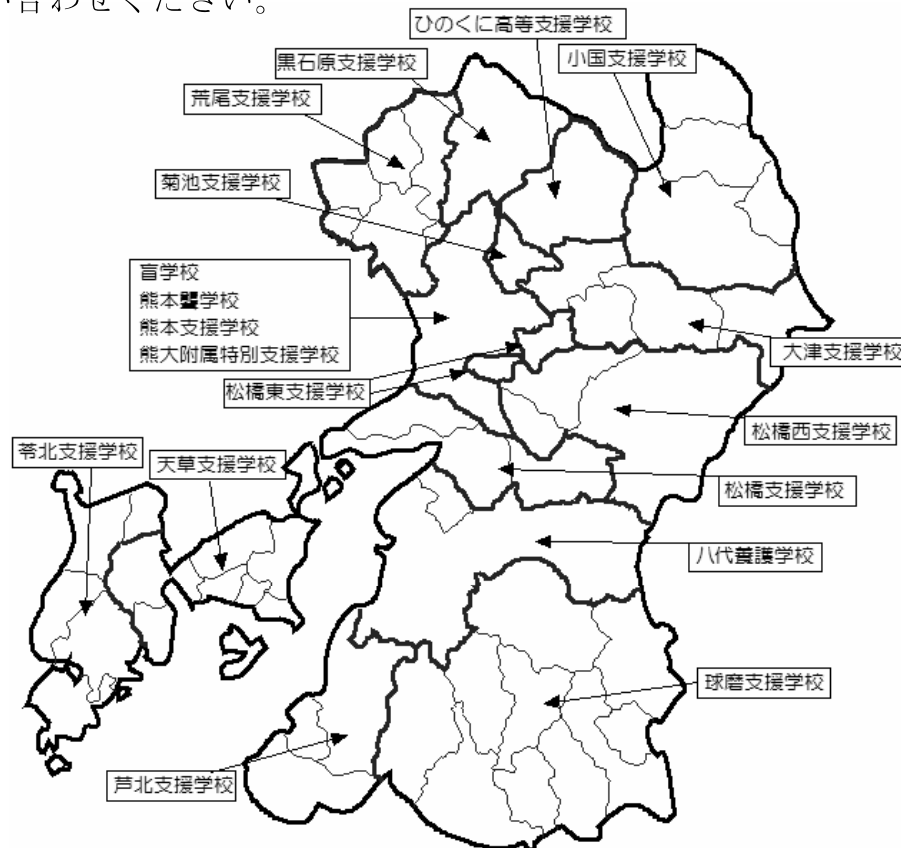 合わせください。
ひのくに高等支援学校
黒石原支援学校
小国支援学校
荒尾支援学校
菊池支援学校
盲学校
熊本聾学校
熊本支援学校
熊大附属特別支援学校
大津支援学校
松橋東支援学校
松橋西支援学校
苓北支援学校
天草支援学校
松橋支援学校
八代養護学校
球磨支援学校
芦北支援学校